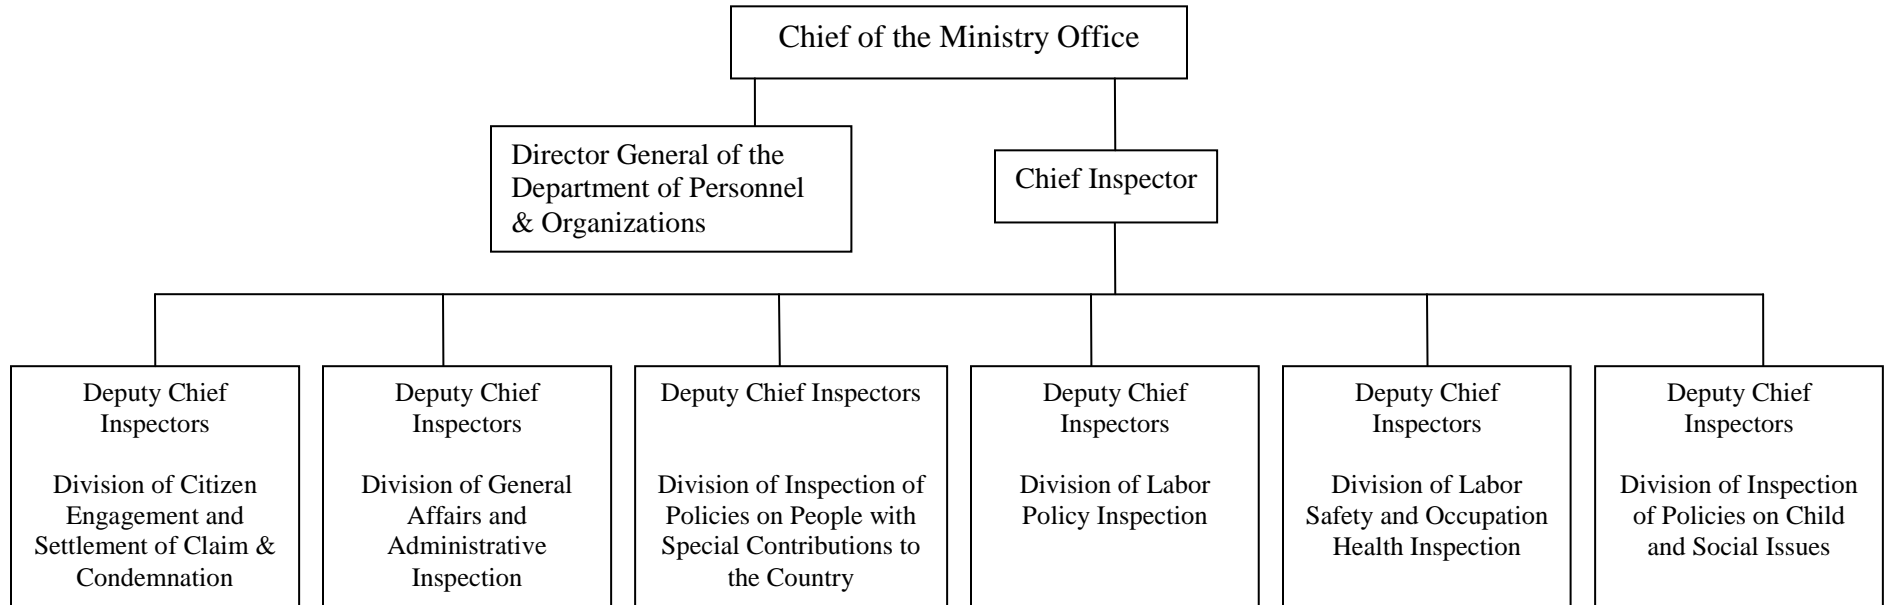 Chief of the Ministry Office
Director General of the
Department of Personnel
& Organizations
Chief Inspector
Deputy Chief
Inspectors
Division of Citizen
Engagement and
Settlement of Claim &
Condemnation
Deputy Chief
Inspectors
Division of General
Affairs and
Administrative
Inspection
Deputy Chief Inspectors
Division of Inspection of
Policies on People with
Special Contributions to
the Country
Deputy Chief
Inspectors
Division of Labor
Policy Inspection
Deputy Chief
Inspectors
Division of Labor
Safety and Occupation
Health Inspection
Deputy Chief
Inspectors
Division of Inspection
of Policies on Child
and Social Issues